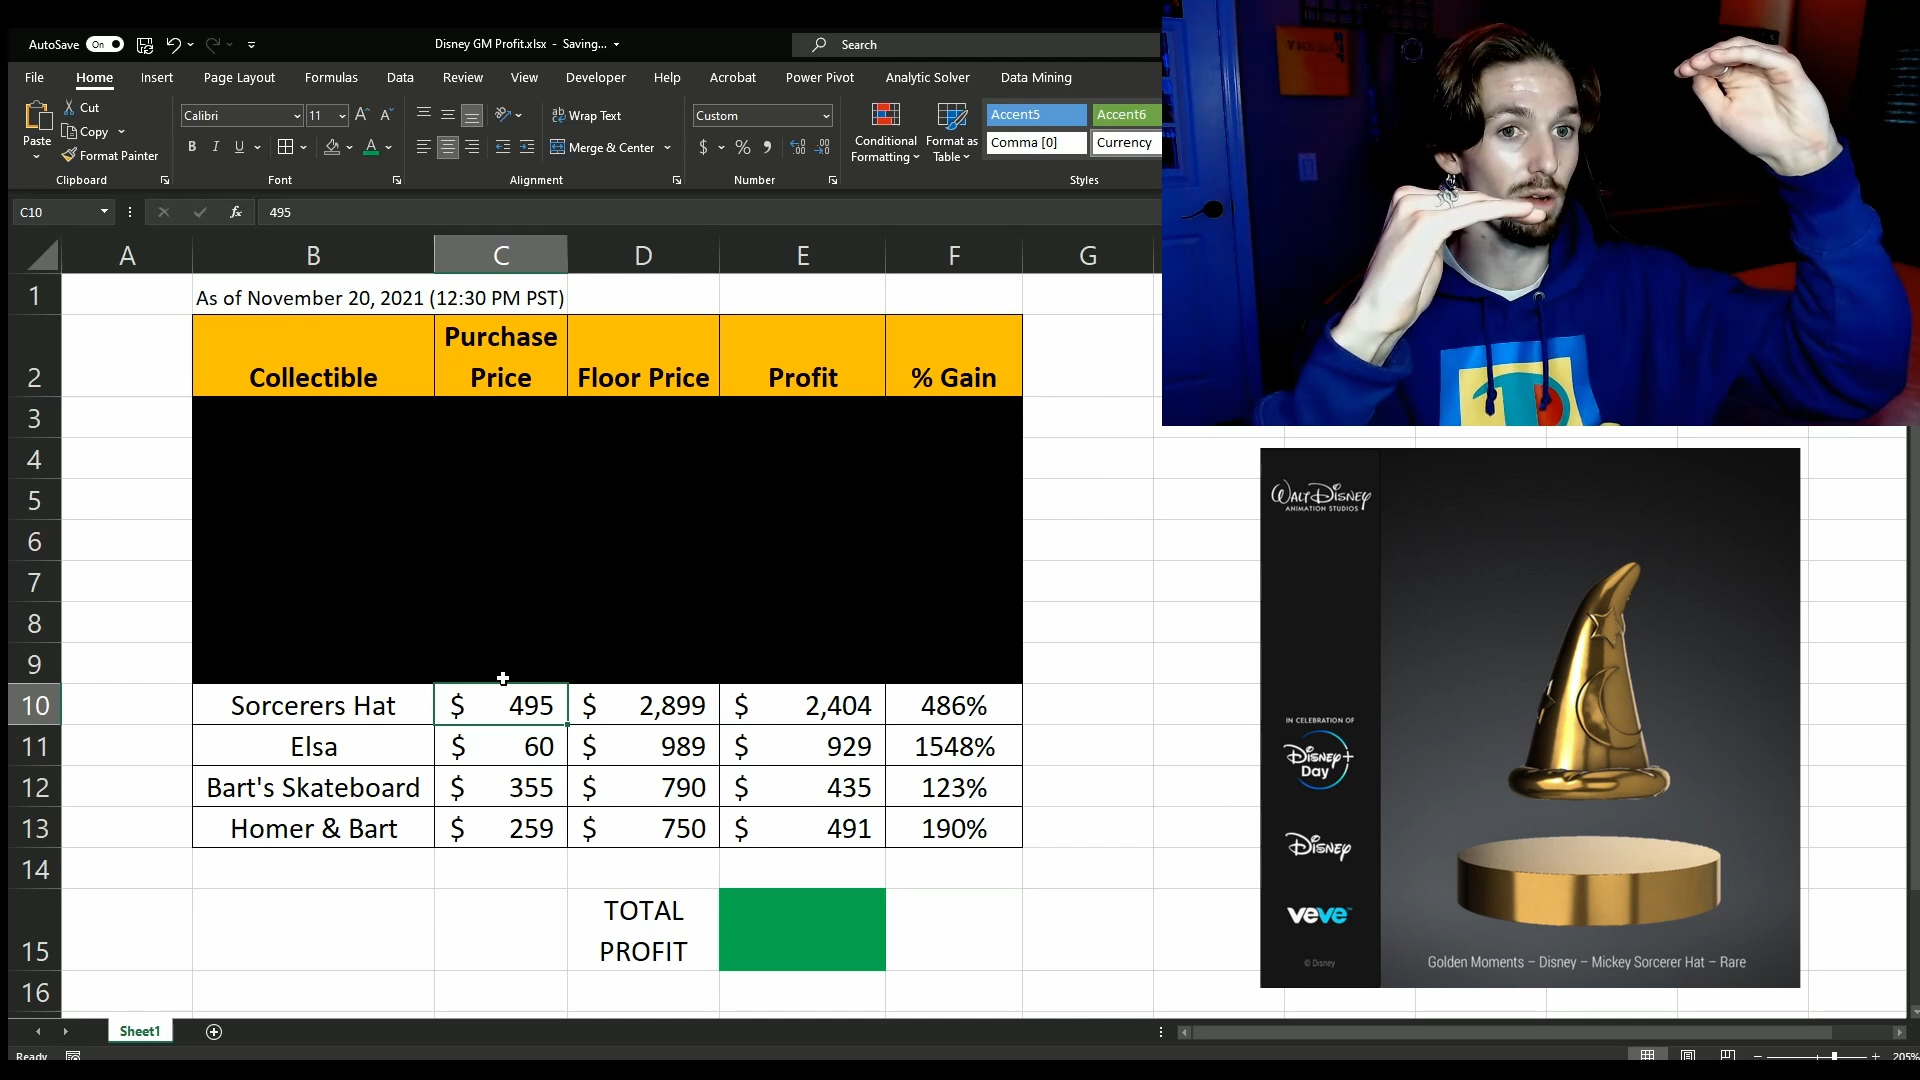 AutoSave On Disney GM Profit.xlsx - Saving... Search
File Home Insert Page Layout Formulas Data Review View Developer Help Acrobat Power Pivot Analytic Solver Data Mining
Paste
Cut
Copy
Format Painter
Clipboard
Calibri 11
B I U A
Font
Wrap Text
Merge & Center
Alignment
Custom
$ % 9
Number
Conditional Formatting
Format as Table
Accent5 Accent6
Comma [0] Currency
Styles
C10 fx 495
A B C D E F G
1 As of November 20, 2021 (12:30 PM PST)
2 Collectible Purchase Price Floor Price Profit % Gain
3
4
5
6
7
8
9
10 Sorcerers Hat $ 495 $ 2,899 $ 2,404 486%
11 Elsa $ 60 $ 989 $ 929 1548%
12 Bart's Skateboard $ 355 $ 790 $ 435 123%
13 Homer & Bart $ 259 $ 750 $ 491 190%
14
15 TOTAL PROFIT
16
Sheet1
Ready 205%
WALT DISNEY
ANIMATION STUDIOS
IN CELEBRATION OF
Disney+
Day
Disney
veve
© Disney
Golden Moments – Disney – Mickey Sorcerer Hat – Rare